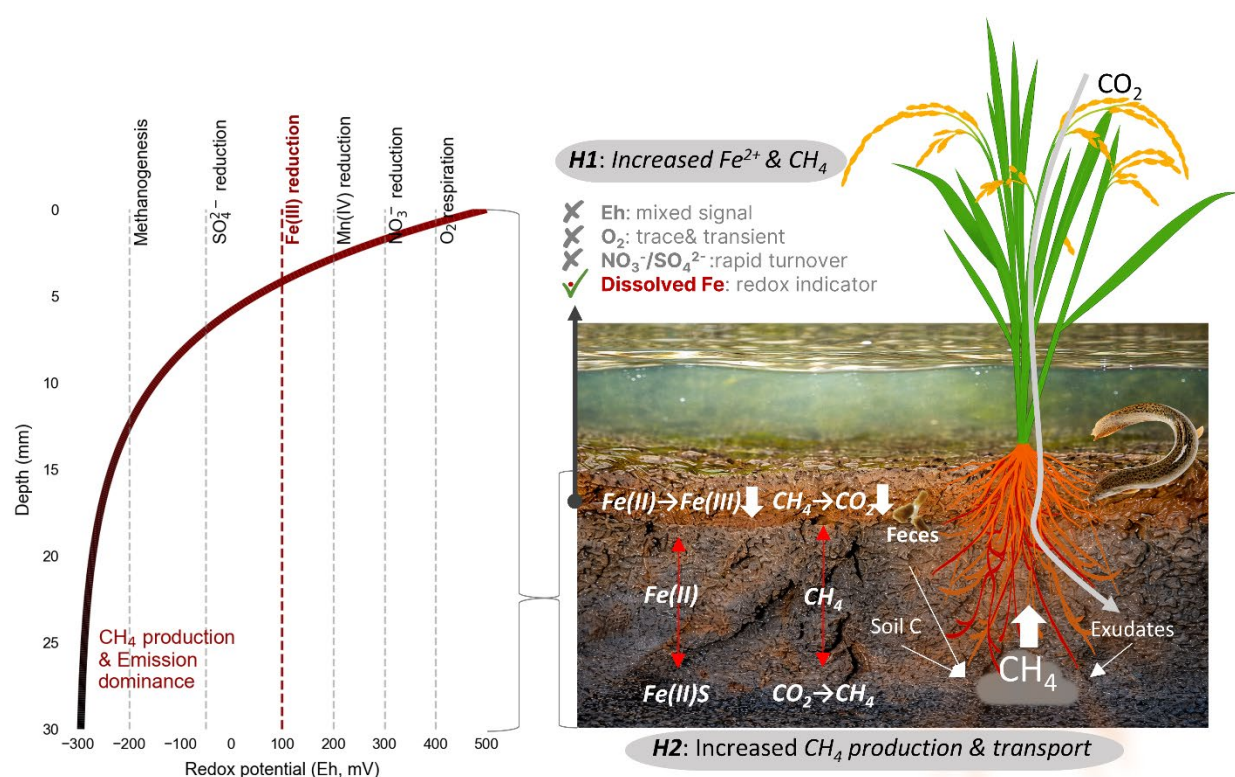 Methanogenesis
SO₄²⁻ reduction
Fe(III) reduction
Mn(IV) reduction
NO₃⁻ reduction
O₂ respiration
0
5
10
15
20
25
30
Depth (mm)
CH₄ production
& Emission
dominance
−300
−200
−100
0
100
200
300
400
500
Redox potential (Eh, mV)
H1: Increased Fe²⁺ & CH₄
✘ Eh: mixed signal
✘ O₂: trace& transient
✘ NO₃⁻/SO₄²⁻ :rapid turnover
✓ Dissolved Fe: redox indicator
CO₂
Fe(II)→Fe(III)
CH₄→CO₂
Feces
Fe(II)
CH₄
Soil C
Exudates
CH₄
Fe(II)S
CO₂→CH₄
H2: Increased CH₄ production & transport